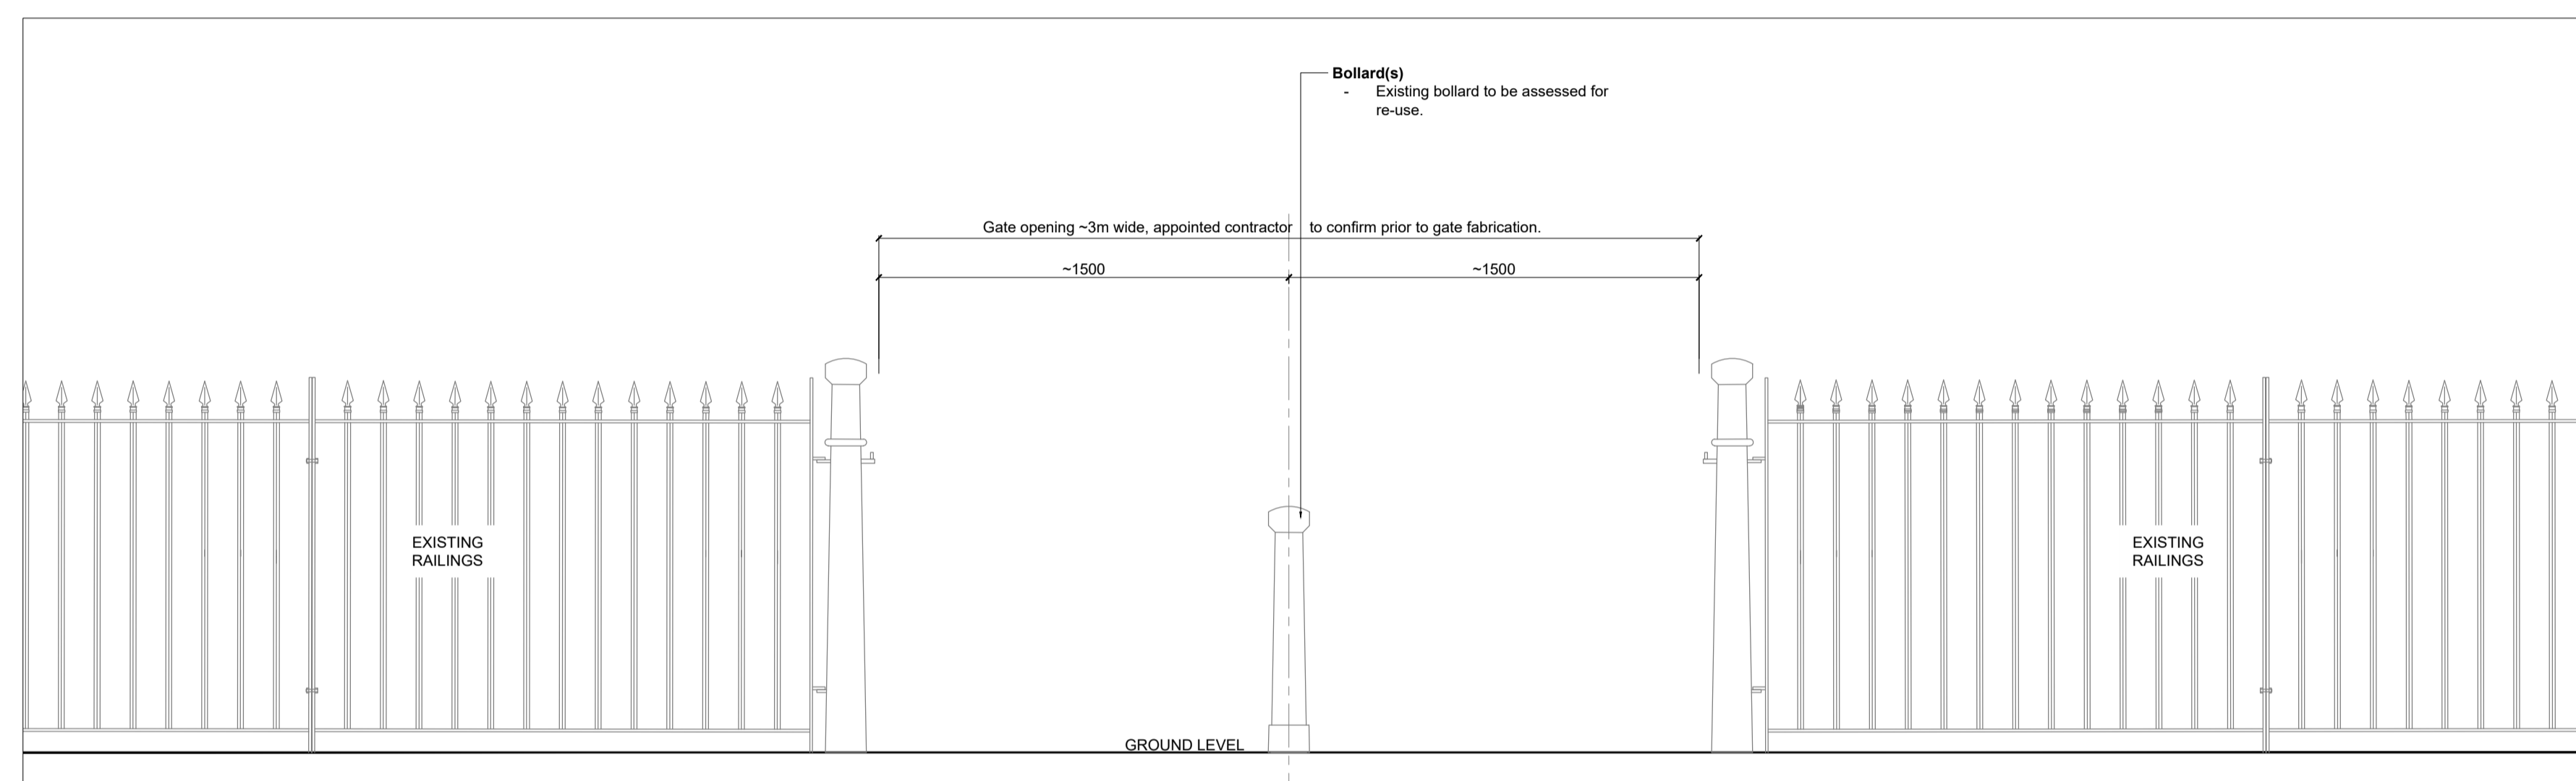 Bollard(s)
- Existing bollard to be assessed for
re-use.
Gate opening ~3m wide, appointed contractor to confirm prior to gate fabrication.
~1500 ~1500
EXISTING
RAILINGS
EXISTING
RAILINGS
GROUND LEVEL